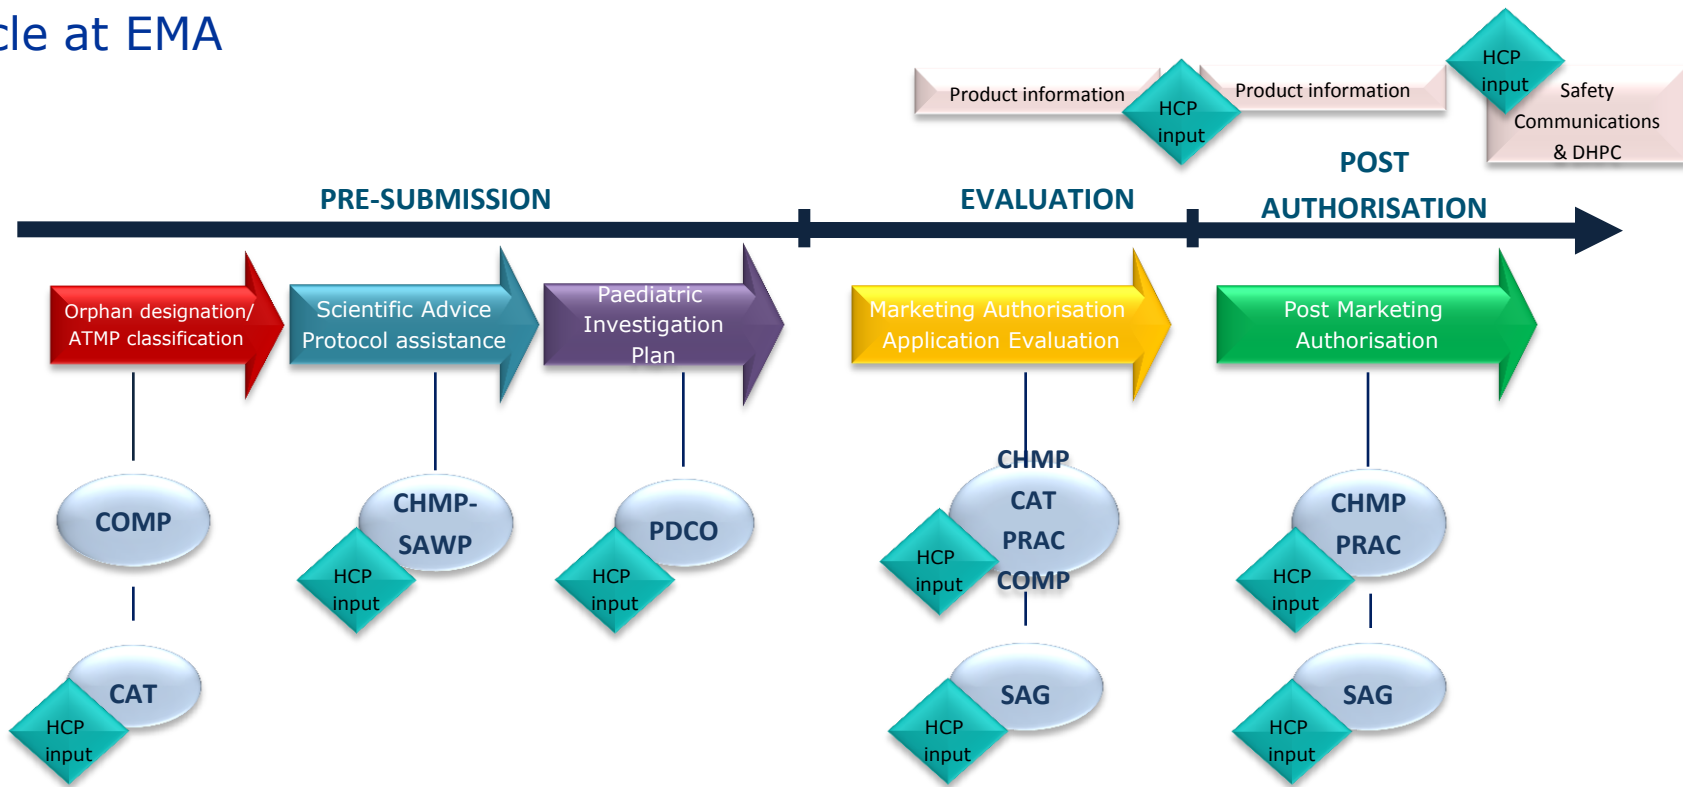 cle at EMA
HCP
input
Product information
HCP
input
Product information
Safety
Communications
& DHPC
PRE-SUBMISSION
EVALUATION
POST
AUTHORISATION
Orphan designation/
ATMP classification
Scientific Advice
Protocol assistance
Paediatric
Investigation
Plan
Marketing Authorisation
Application Evaluation
Post Marketing
Authorisation
COMP
CHMP-
SAWP
HCP
input
PDCO
HCP
input
CHMP
CAT
PRAC
COMP
HCP
input
CHMP
PRAC
HCP
input
CAT
HCP
input
SAG
HCP
input
SAG
HCP
input